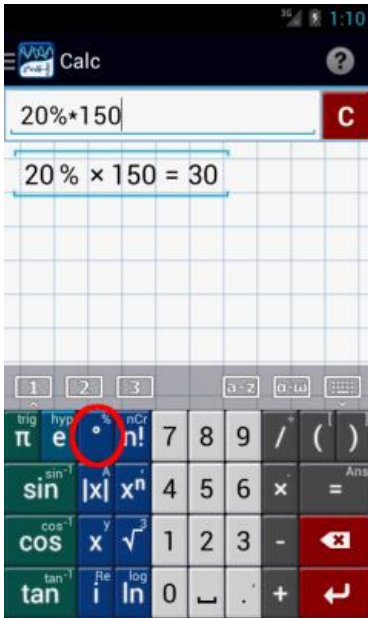 3G 1:10
Calc ?
20%*150 C
20 % × 150 = 30
1 2 3 a-z α-ω
trig hyp % nCr +
π e ° n! 7 8 9 / ( )
sin⁻¹ A ' Ans
sin |x| xⁿ 4 5 6 × =
cos⁻¹ y 3
cos x √ 1 2 3 -
tan⁻¹ Re log
tan i ln 0 . +